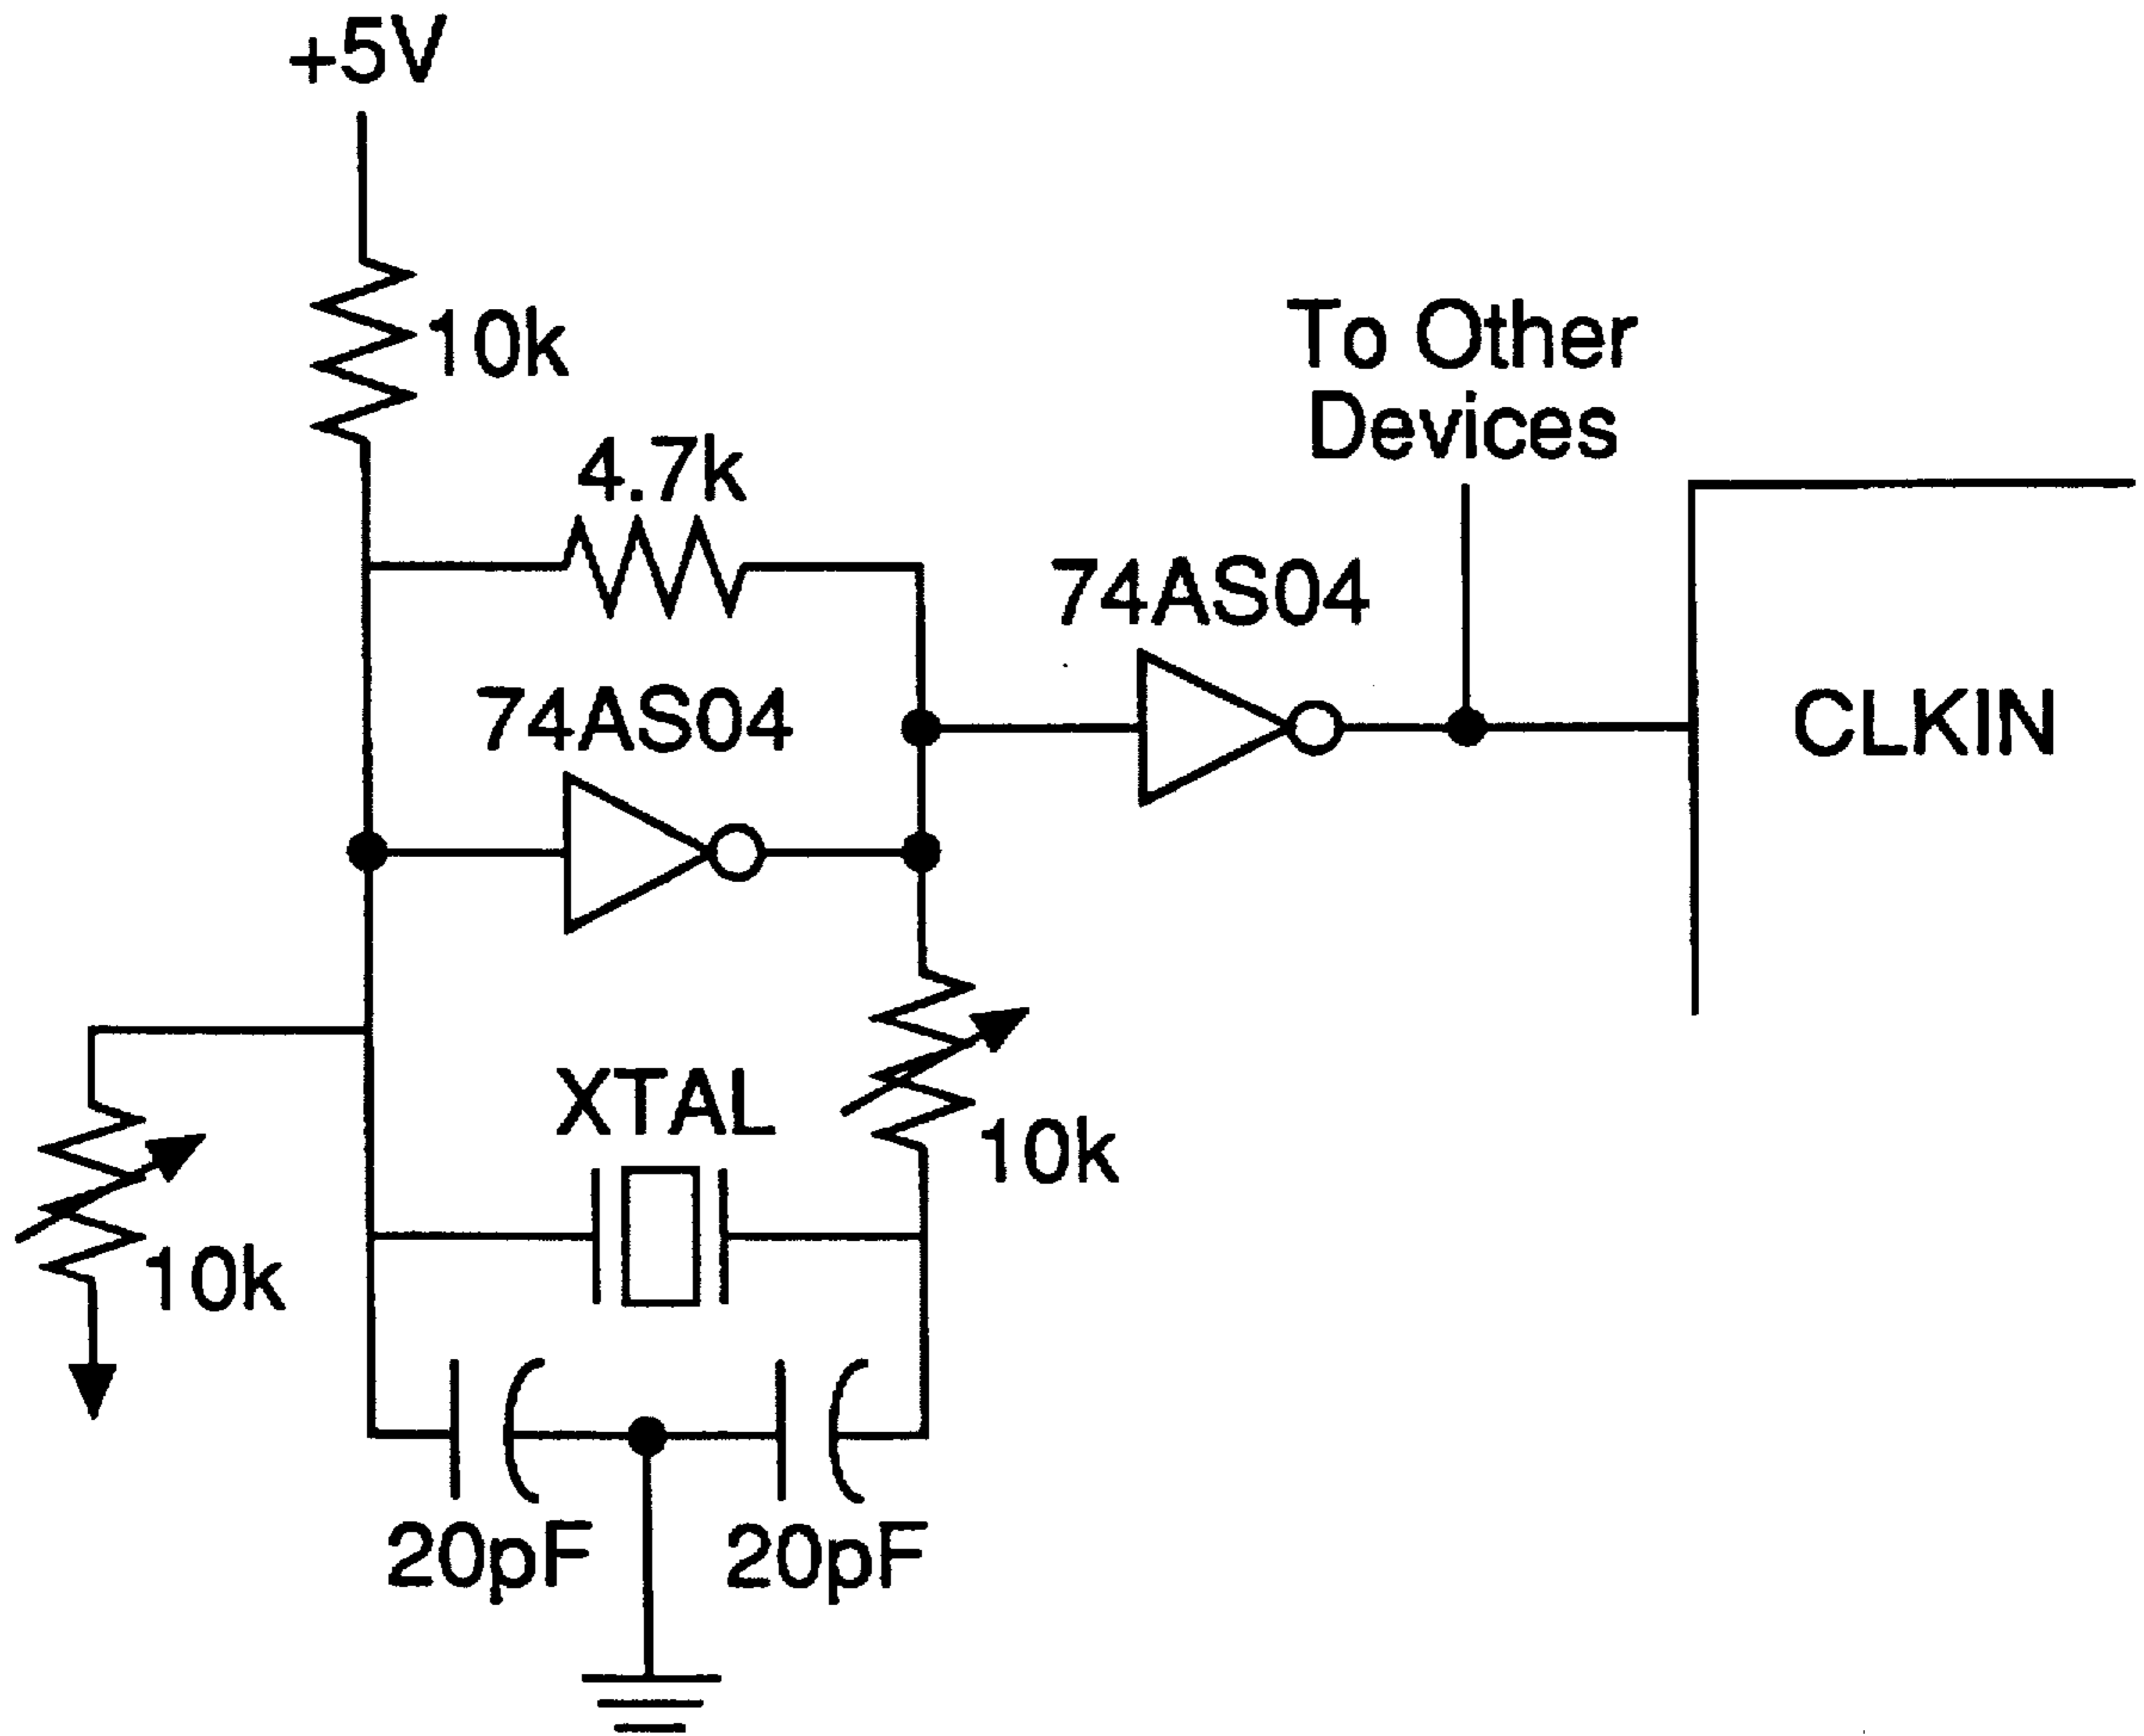 +5V
10k
4.7k
To Other
Devices
74AS04
74AS04
CLKIN
XTAL
10k
10k
20pF
20pF